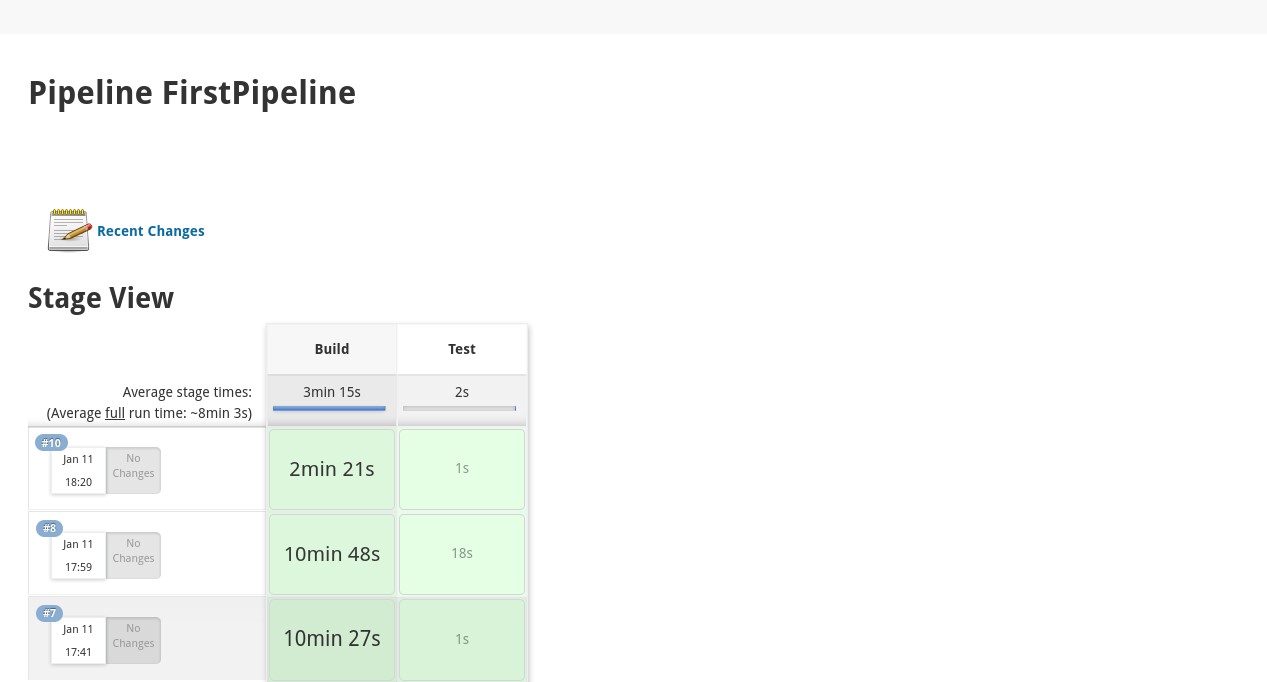 Pipeline FirstPipeline
Recent Changes
Stage View
Build Test
Average stage times: 3min 15s 2s
(Average full run time: ~8min 3s)
#10
Jan 11 No
18:20 Changes
2min 21s 1s
#8
Jan 11 No
17:59 Changes
10min 48s 18s
#7
Jan 11 No
17:41 Changes
10min 27s 1s